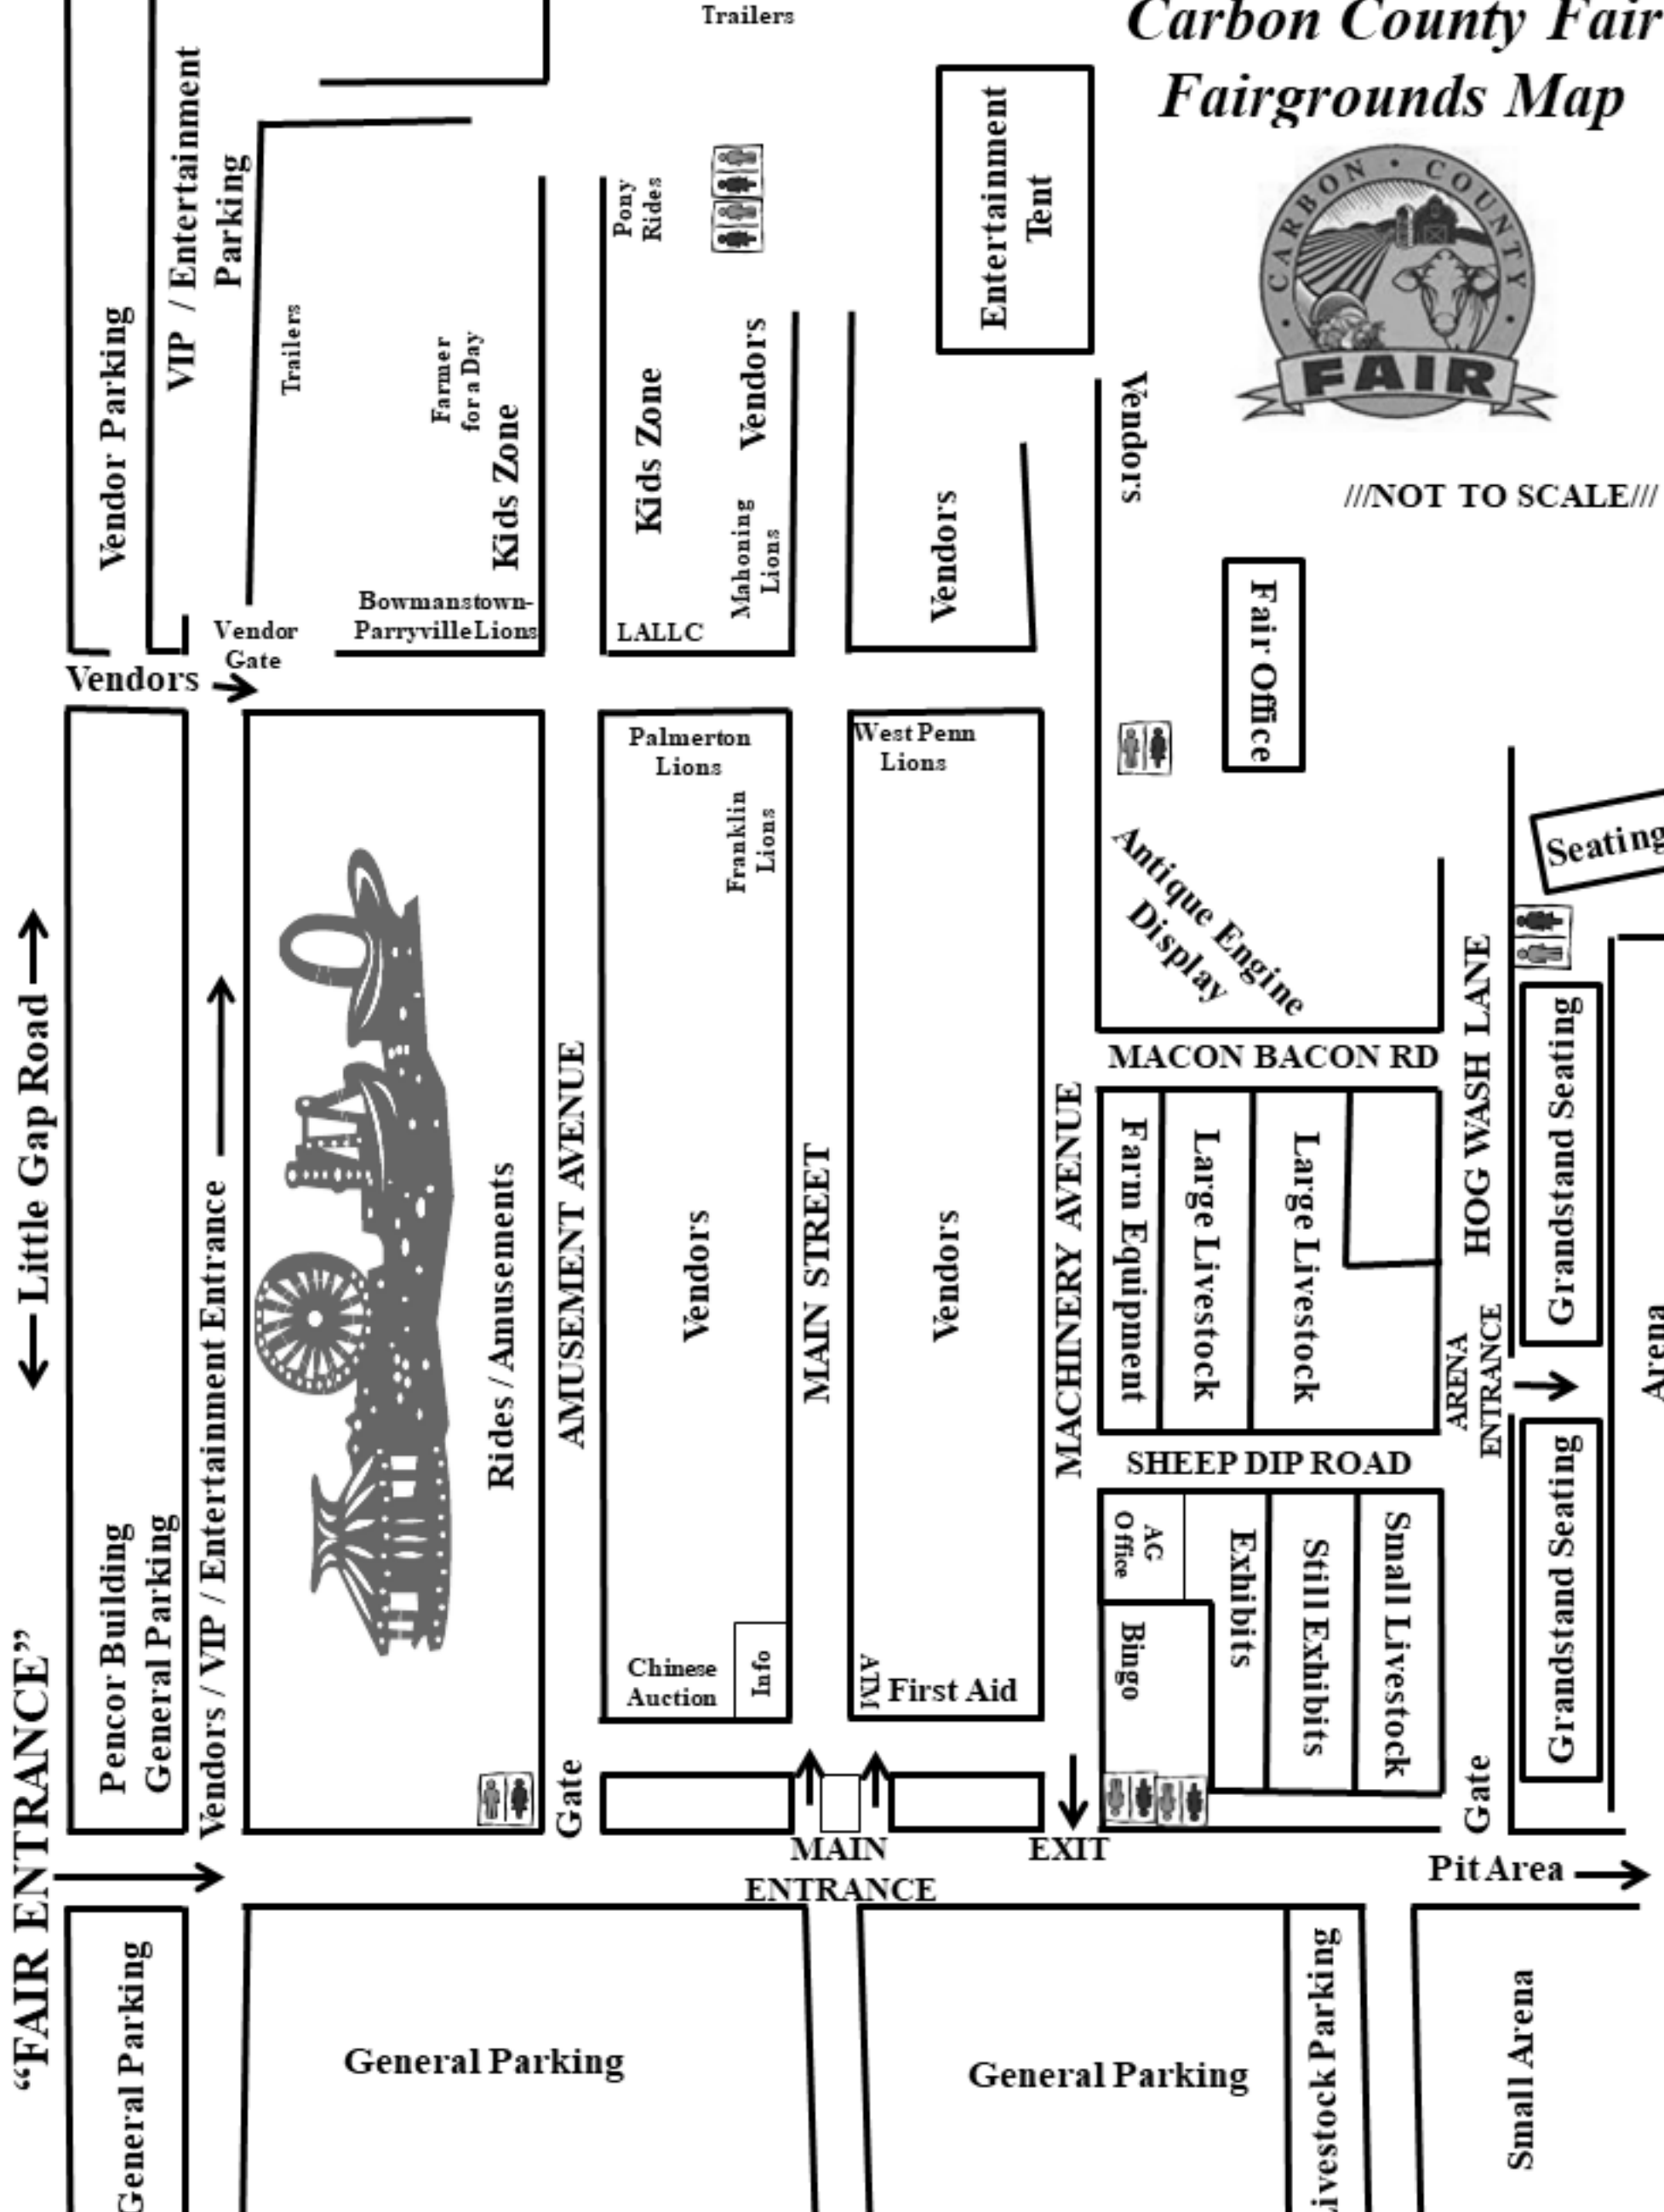 Carbon County Fair
Fairgrounds Map
CARBON • COUNTY
FAIR
///NOT TO SCALE///
Trailers
Vendor Parking
VIP / Entertainment
Parking
Trailers
Farmer
for a Day
Kids Zone
Bowmanstown-
Parryville Lions
Vendor
Gate
Vendors
Pony
Rides
Kids Zone
Vendors
Mahoning
Lions
LALLC
Entertainment
Tent
Vendors
Vendors
Fair Office
Palmerton
Lions
Franklin
Lions
West Penn
Lions
Antique Engine
Display
Seating
Little Gap Road
Pencor Building
General Parking
Vendors / VIP / Entertainment Entrance
Rides / Amusements
AMUSEMENT AVENUE
Vendors
MAIN STREET
Vendors
MACHINERY AVENUE
MACON BACON RD
HOG WASH LANE
Farm Equipment
Large Livestock
Large Livestock
Grandstand Seating
ARENA
ENTRANCE
Arena
SHEEP DIP ROAD
AG
Office
Bingo
Exhibits
Still Exhibits
Small Livestock
Grandstand Seating
Chinese
Auction
Info
ATM
First Aid
Gate
Gate
MAIN
ENTRANCE
EXIT
Pit Area
“FAIR ENTRANCE”
General Parking
General Parking
General Parking
ivestock Parking
Small Arena